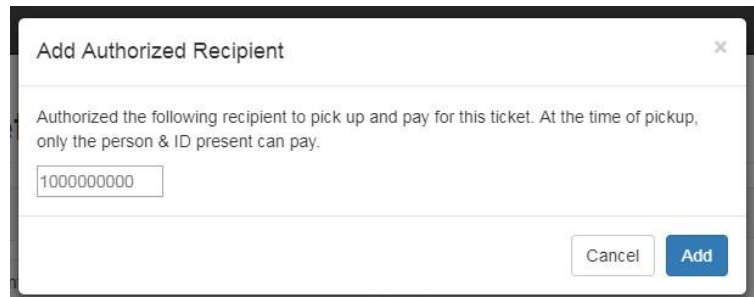 Add Authorized Recipient ×
Authorized the following recipient to pick up and pay for this ticket. At the time of pickup,
only the person & ID present can pay.
1000000000
Cancel Add